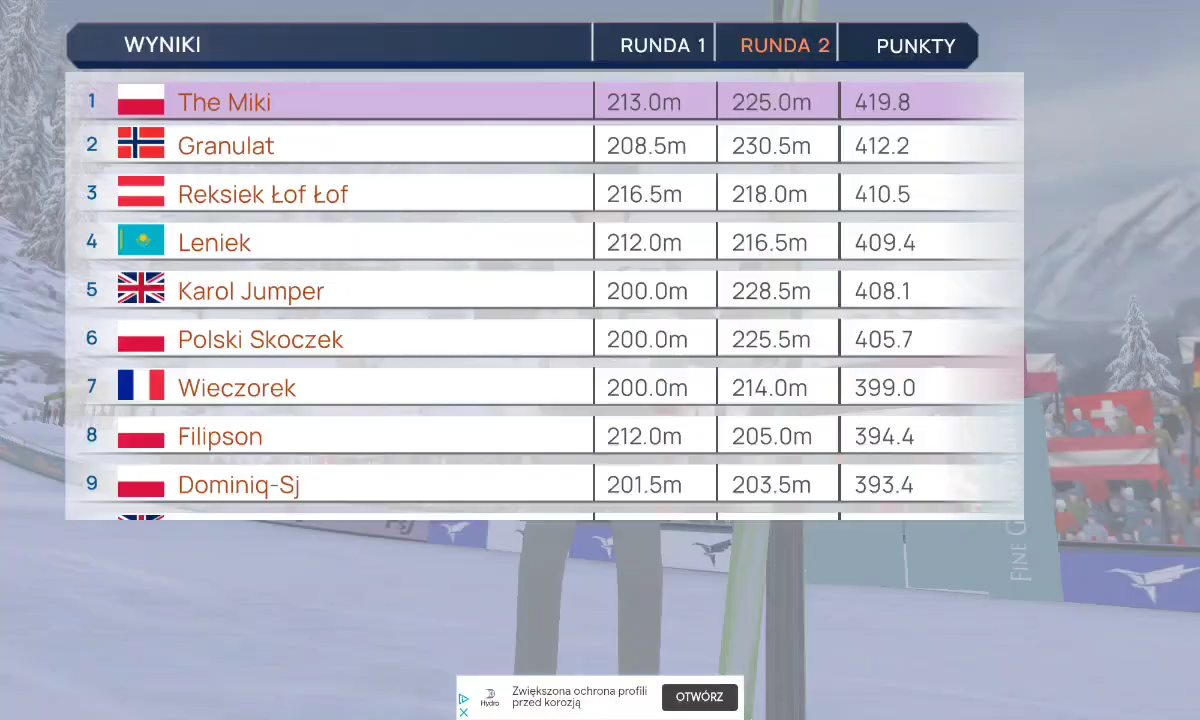 WYNIKI RUNDA 1 RUNDA 2 PUNKTY
1 The Miki 213.0m 225.0m 419.8
2 Granulat 208.5m 230.5m 412.2
3 Reksiek Łof Łof 216.5m 218.0m 410.5
4 Leniek 212.0m 216.5m 409.4
5 Karol Jumper 200.0m 228.5m 408.1
6 Polski Skoczek 200.0m 225.5m 405.7
7 Wieczorek 200.0m 214.0m 399.0
8 Filipson 212.0m 205.0m 394.4
9 Dominiq-Sj 201.5m 203.5m 393.4
FINE
Hydro
Zwiększona ochrona profili
przed korozją
OTWÓRZ